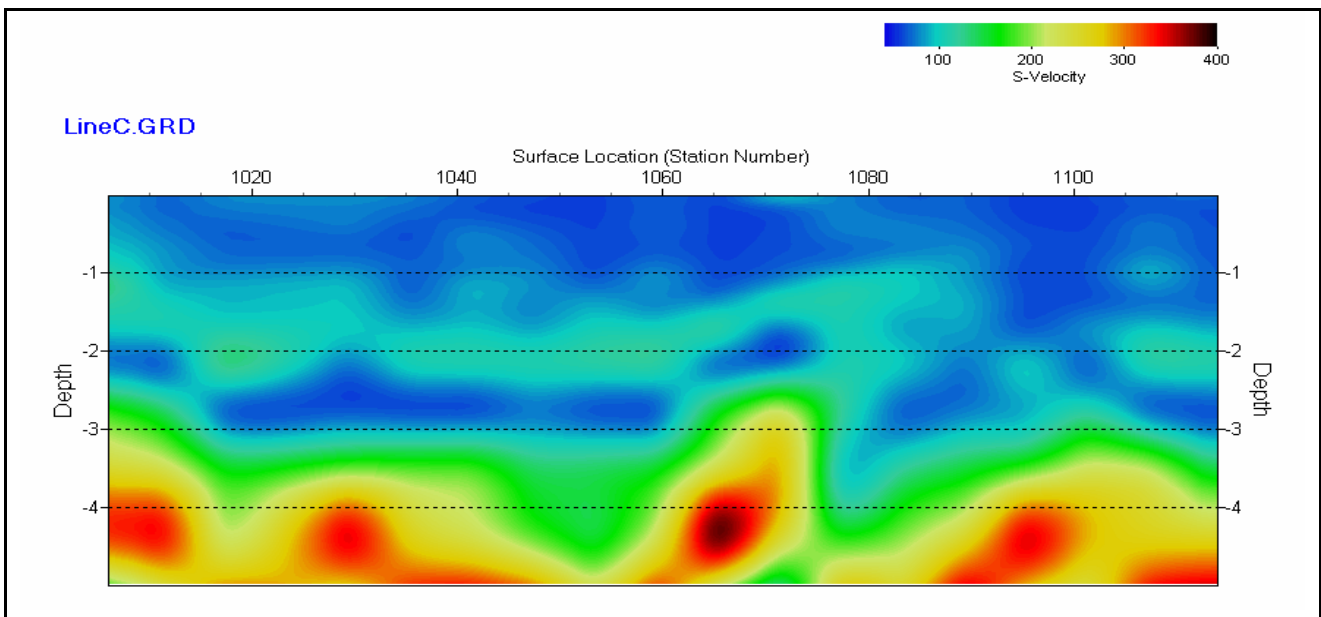 100 200 300 400
S-Velocity
LineC.GRD
Surface Location (Station Number)
1020 1040 1060 1080 1100
-1 -1
-2 -2
Depth Depth
-3 -3
-4 -4